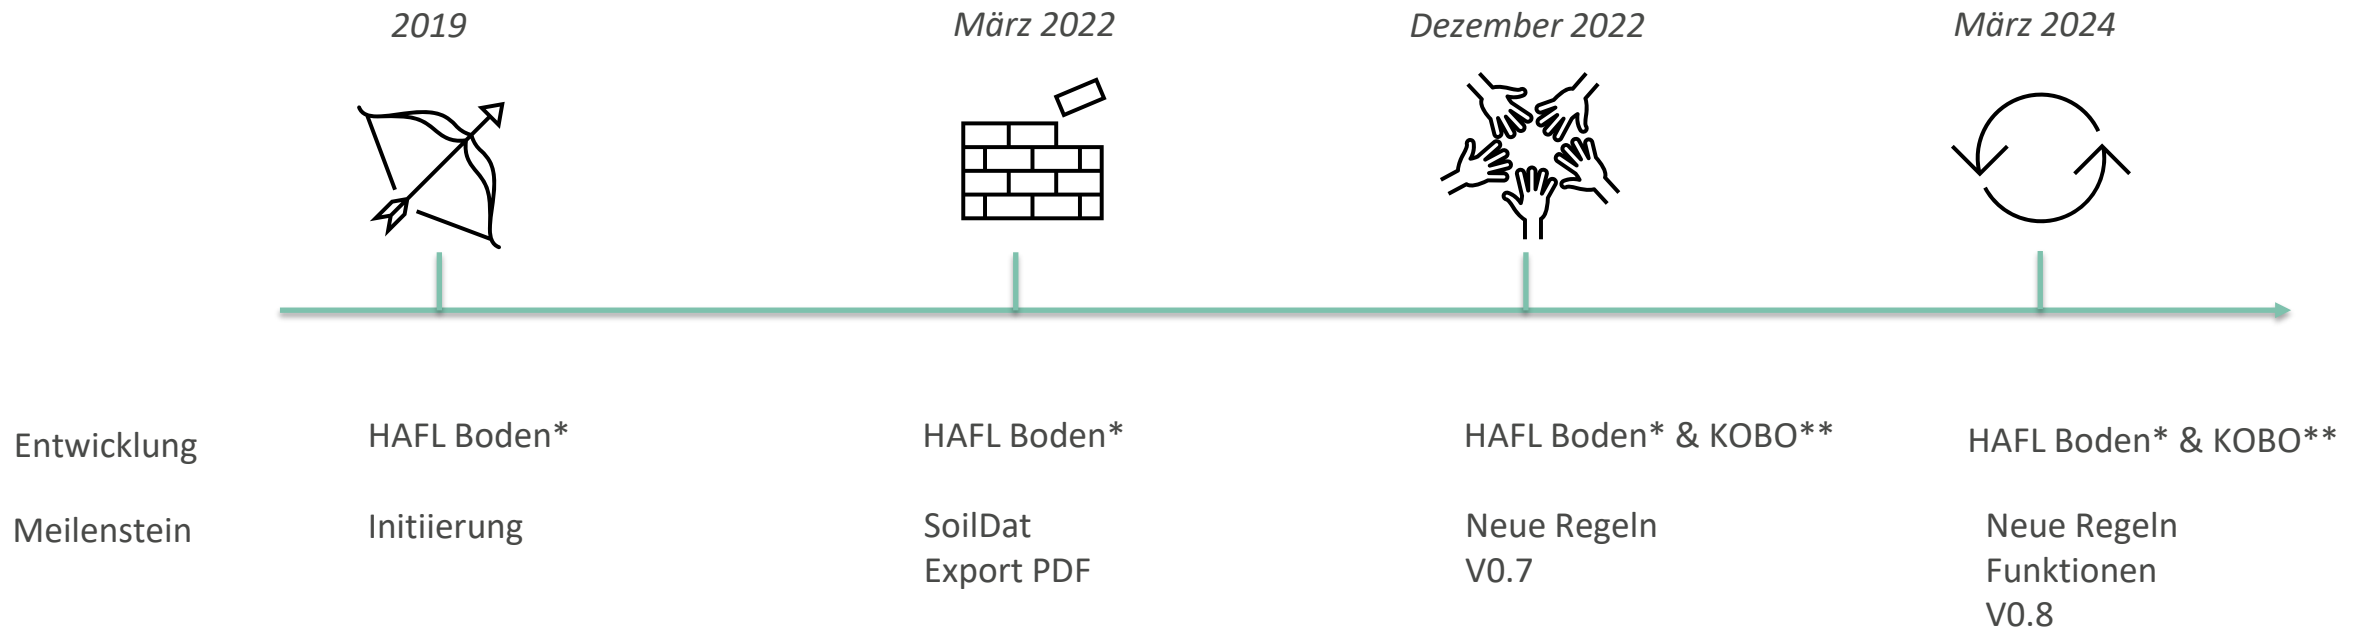 2019
März 2022
Dezember 2022
März 2024
Entwicklung
HAFL Boden*
HAFL Boden*
HAFL Boden* & KOBO**
HAFL Boden* & KOBO**
Meilenstein
Initiierung
SoilDat
Export PDF
Neue Regeln
V0.7
Neue Regeln
Funktionen
V0.8